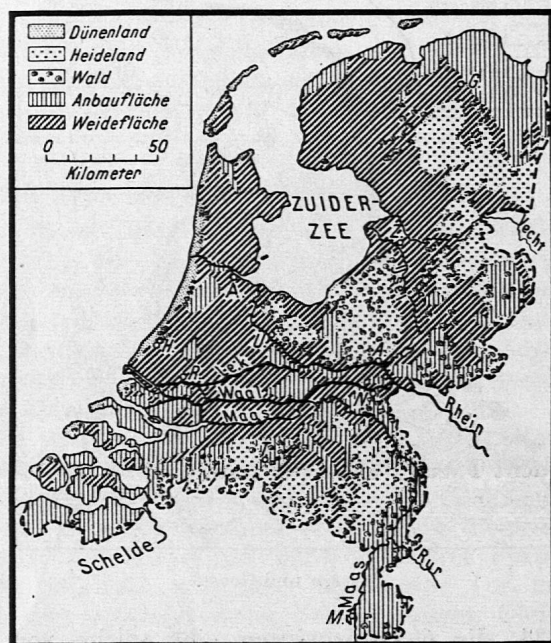 Dünenland
Heideland
Wald
Anbaufläche
Weidefläche
0 50
Kilometer
G
ZUIDER-
ZEE
Z
Vecht
A
H
U
R
Lek
Waal
N
Maas
Rhein
Schelde
Rur
Maas
M